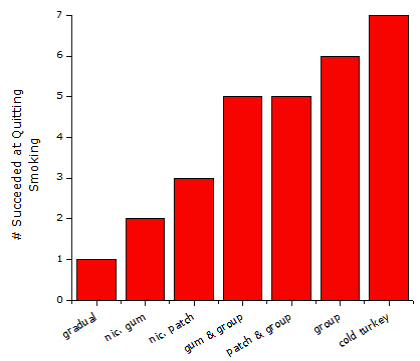 7
6
5
4
3
2
1
0
# Succeeded at Quitting
Smoking
gradual
nic. gum
nic. patch
gum & group
patch & group
group
cold turkey